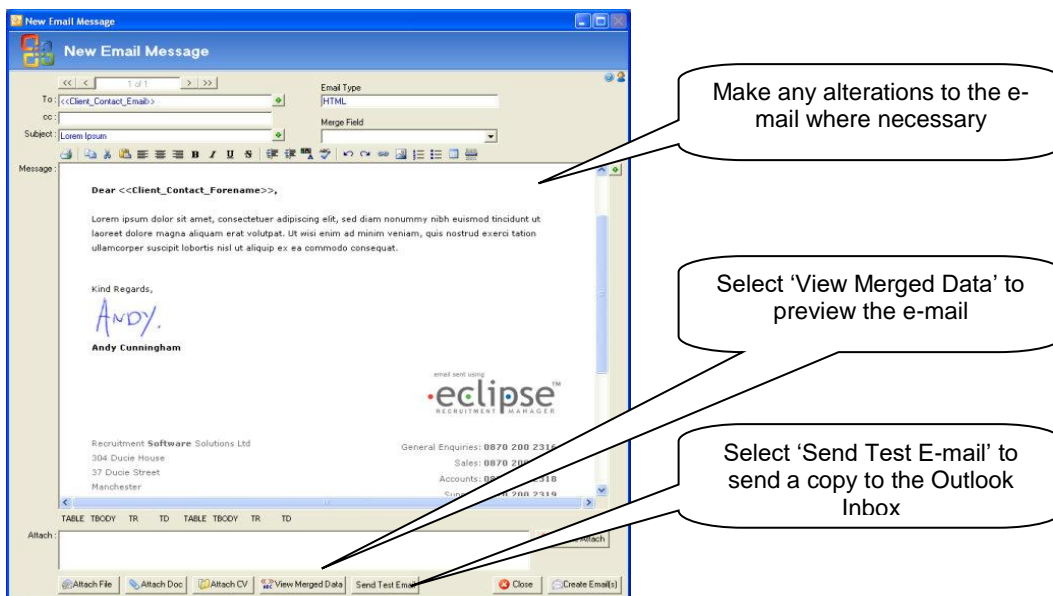 New Email Message
New Email Message
<< < 1 of 1 > >>
Email Type
To : <<Client_Contact_Email>>
HTML
cc :
Merge Field
Subject : Lorem Ipsum
B I U S
Message :
Dear <<Client_Contact_Forename>>,
Lorem ipsum dolor sit amet, consectetuer adipiscing elit, sed diam nonummy nibh euismod tincidunt ut
laoreet dolore magna aliquam erat volutpat. Ut wisi enim ad minim veniam, quis nostrud exerci tation
ullamcorper suscipit lobortis nisl ut aliquip ex ea commodo consequat.
Kind Regards,
ANDY.
Andy Cunningham
email sent using
eclipse™
RECRUITMENT MANAGER
Recruitment Software Solutions Ltd
General Enquiries: 0870 200 2316
304 Ducie House
Sales: 0870 200
37 Ducie Street
Accounts: 2318
Manchester
200 2319
TABLE TBODY TR TD TABLE TBODY TR TD
Attach :
Attach
Attach File
Attach Doc
Attach CV
View Merged Data
Send Test Email
Close
Create Email(s)
Make any alterations to the e-
mail where necessary
Select ‘View Merged Data’ to
preview the e-mail
Select ‘Send Test E-mail’ to
send a copy to the Outlook
Inbox